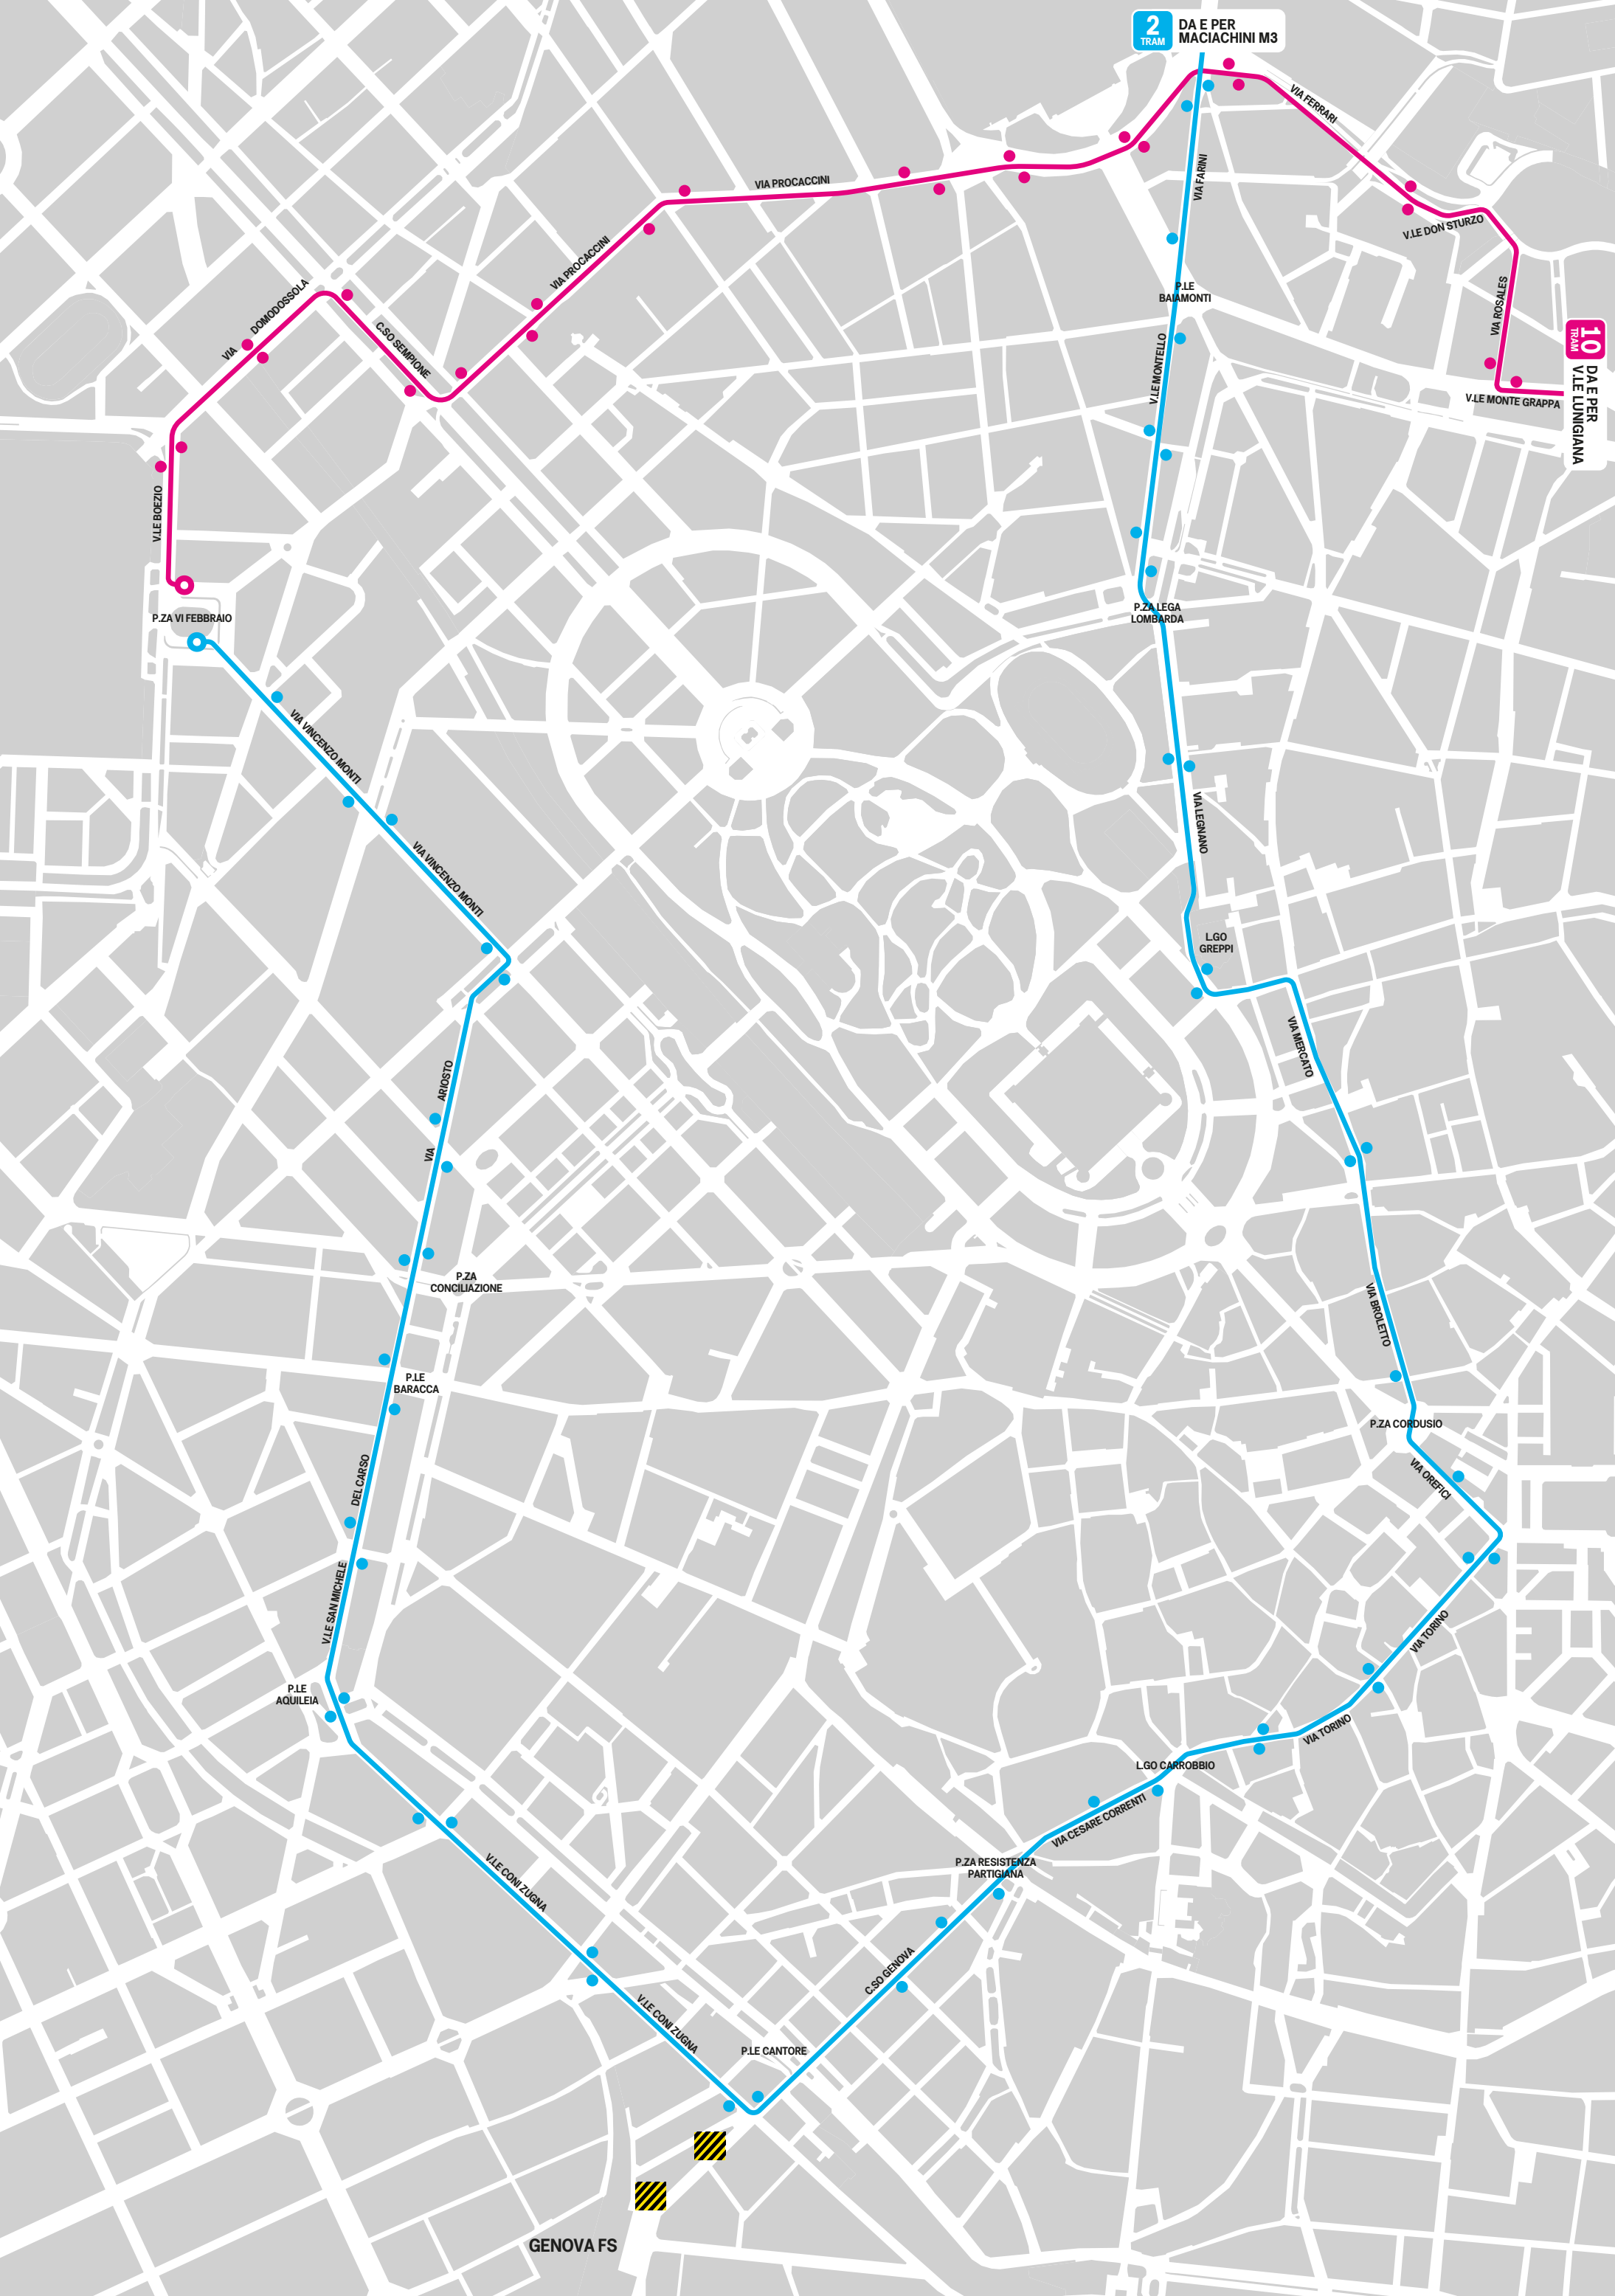 2
TRAM
DA E PER
MACIACHINI M3
VIA FERRARI
VIA FARINI
VIA PROCACCINI
V.LE DON STURZO
VIA PROCACCINI
VIA DOMODOSSOLA
P.LE
BAIAMONTI
VIA ROSALES
C.SO SEMPIONE
10
TRAM
DA E PER
V.LE LUNIGIANA
V.LE MONTELLO
V.LE MONTE GRAPPA
V.LE BOEZIO
P.ZA VI FEBBRAIO
P.ZA LEGA
LOMBARDA
VIA VINCENZO MONTI
VIA LEGNANO
VIA VINCENZO MONTI
L.GO
GREPPI
VIA MERCATO
VIA ARIOSTO
P.ZA
CONCILIAZIONE
VIA BROLETTO
P.LE
BARACCA
P.ZA CORDUSIO
VIA OREFICI
V.LE SAN MICHELE DEL CARSO
VIA TORINO
P.LE
AQUILEIA
VIA TORINO
L.GO CARROBBIO
VIA CESARE CORRENTI
P.ZA RESISTENZA
PARTIGIANA
V.LE CONI ZUGNA
C.SO GENOVA
V.LE CONI ZUGNA
P.LE CANTORE
GENOVA FS